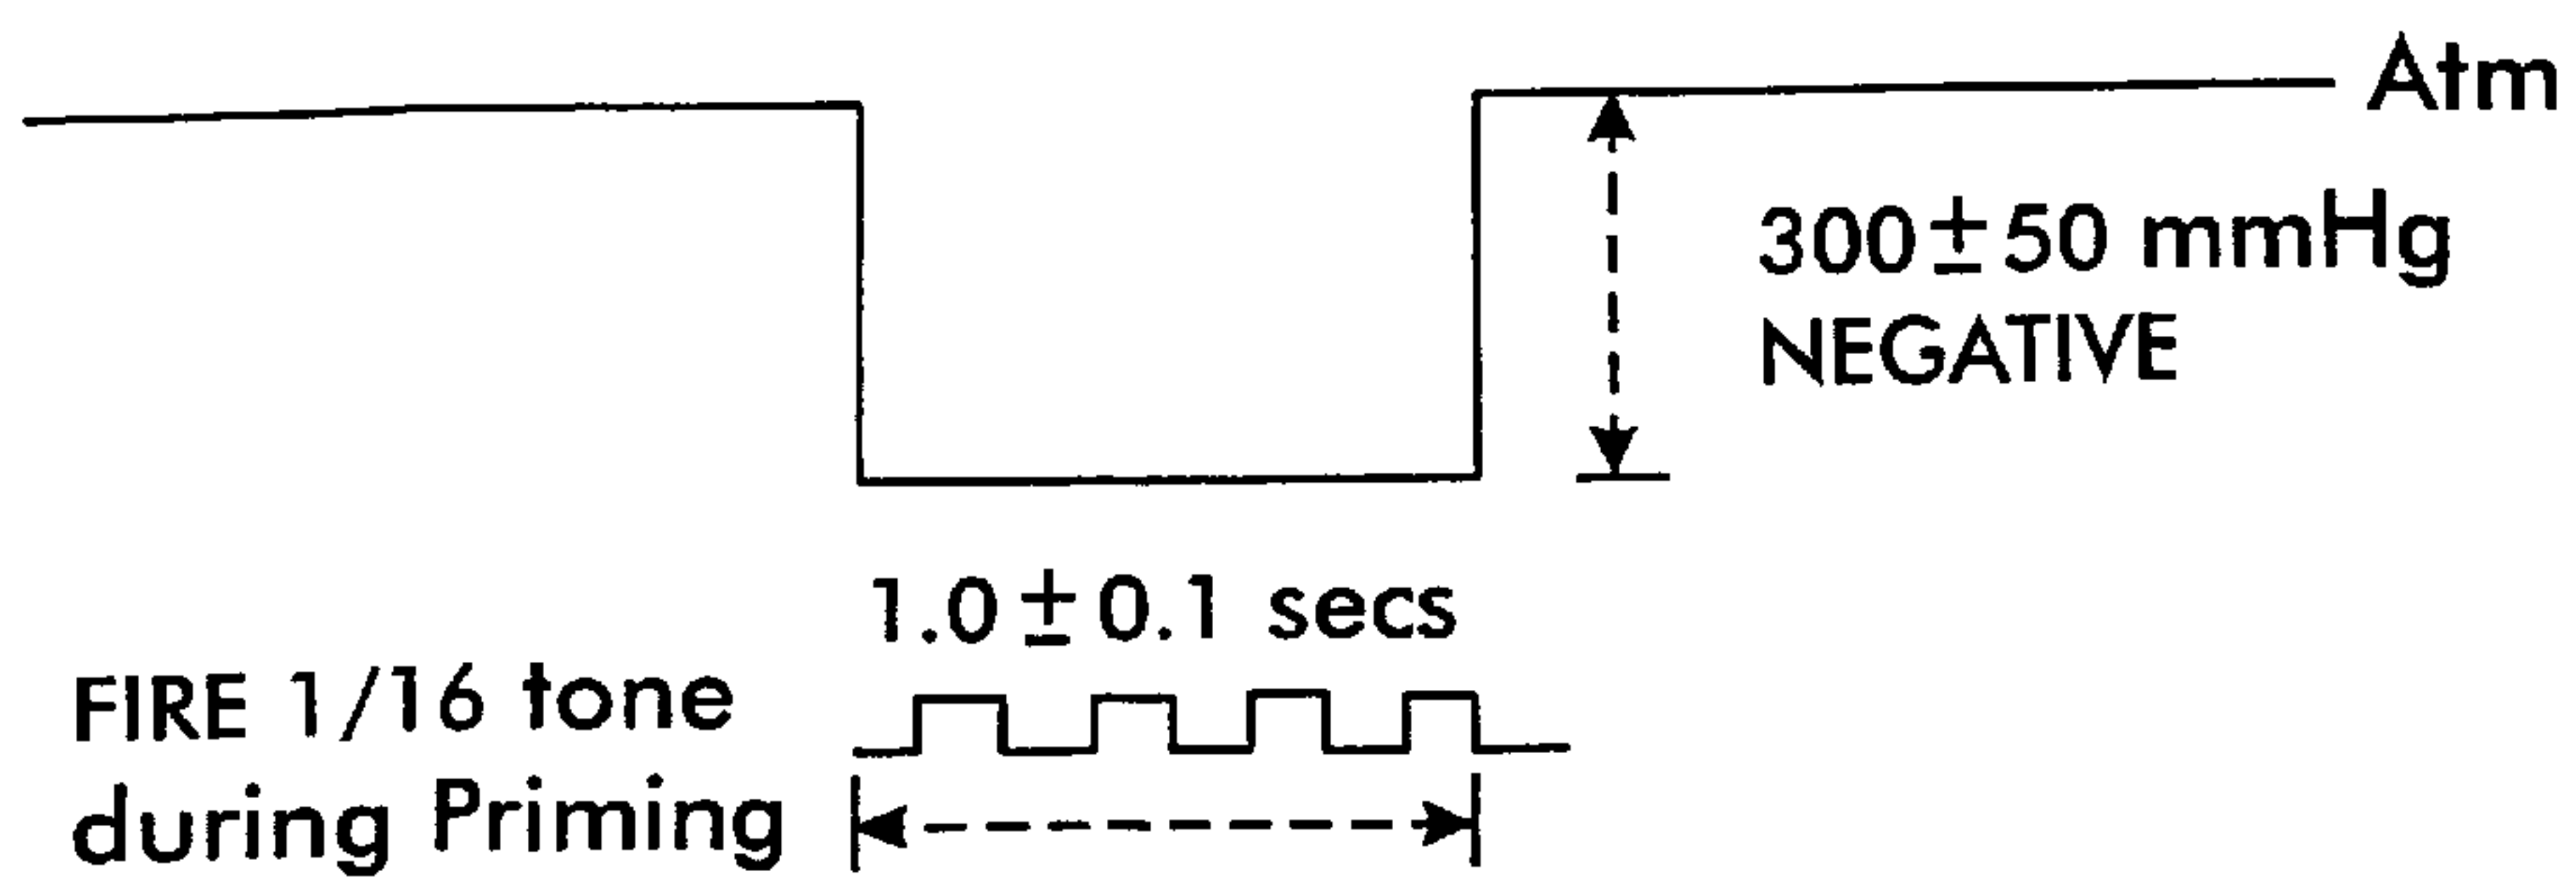 Atm
300±50 mmHg
NEGATIVE
1.0±0.1 secs
FIRE 1/16 tone
during Priming